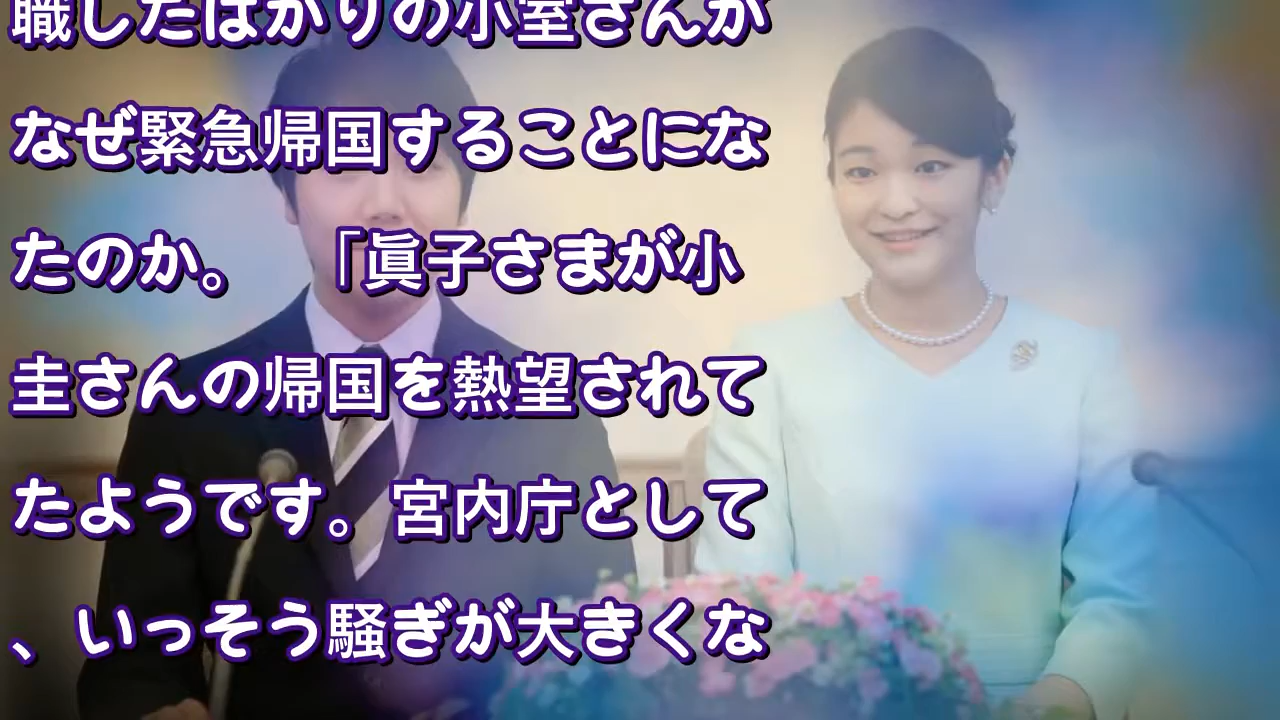 職したばかりの小室さんが
なぜ緊急帰国することにな
たのか。　「眞子さまが小
圭さんの帰国を熱望されて
たようです。宮内庁として
、いっそう騒ぎが大きくな